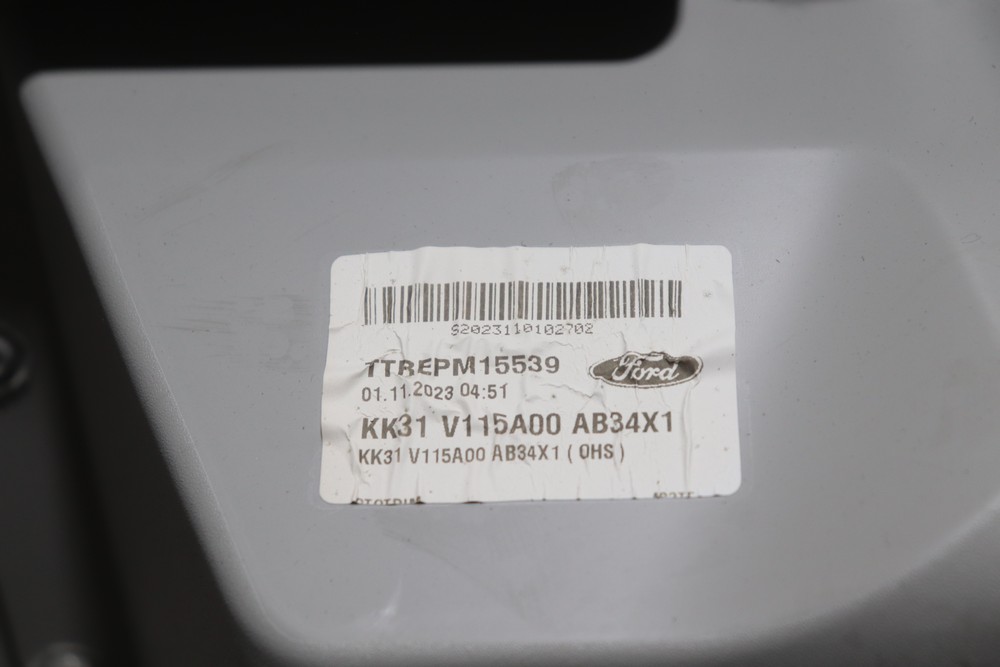 S2023110102702
TTREPM15539
Ford
01.11.2023 04:51
KK31 V115A00 AB34X1
KK31 V115A00 AB34X1 ( OHS )